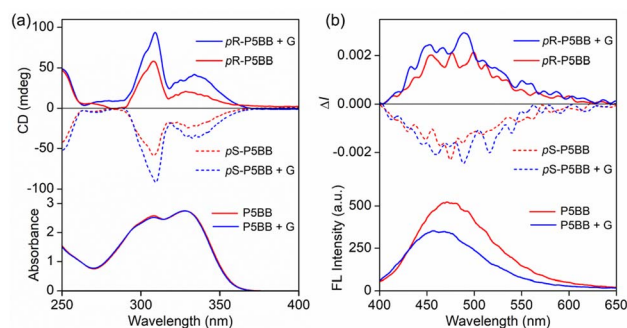 (a)
100
50
0
-50
-100
CD (mdeg)
pR-P5BB + G
pR-P5BB
pS-P5BB
pS-P5BB + G
3
2
1
0
Absorbance
P5BB
P5BB + G
250
300
350
400
Wavelength (nm)
(b)
0.002
0.000
-0.002
ΔI
pR-P5BB + G
pR-P5BB
pS-P5BB
pS-P5BB + G
500
250
0
FL Intensity (a.u.)
P5BB
P5BB + G
400
450
500
550
600
650
Wavelength (nm)